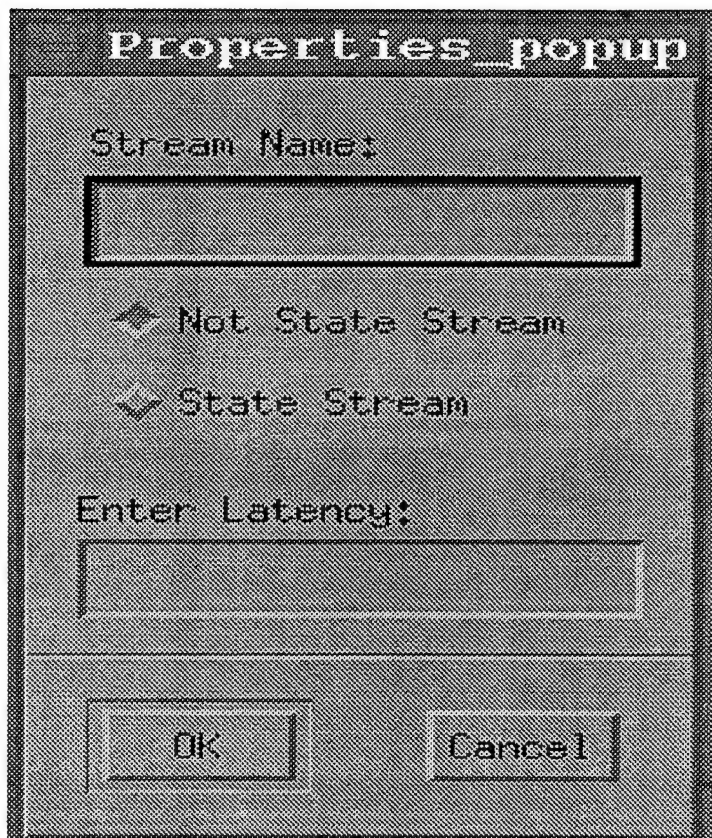 Properties_popup
Stream Name:
Not State Stream
State Stream
Enter Latency:
OK
Cancel